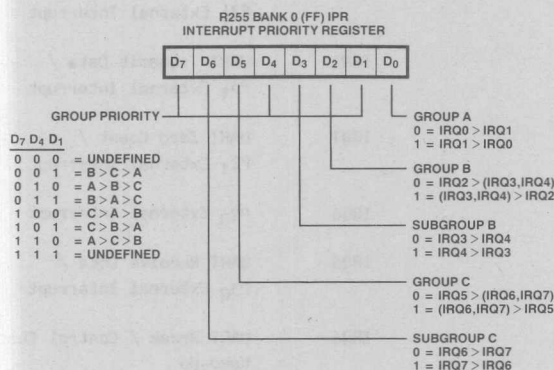 R255 BANK 0 (FF) IPR
INTERRUPT PRIORITY REGISTER
D7 D6 D5 D4 D3 D2 D1 D0
GROUP PRIORITY
D7 D4 D1
0 0 0 = UNDEFINED
0 0 1 = B > C > A
0 1 0 = A > B > C
0 1 1 = B > A > C
1 0 0
1 0 1 = C > B > A
1 1 0 = A > C > B
1 1 1 = UNDEFINED
GROUP A
0 = IRQ0 > IRQ1
1 = IRQ1 > IRQ0
GROUP B
0 = IRQ2 > (IRQ3, IRQ4)
1 = (IRQ3, IRQ4) > IRQ2
SUBGROUP B
0 = IRQ3 > IRQ4
1 = IRQ4 > IRQ3
GROUP C
0 = IRQ5 > (IRQ6, IRQ7)
1 = (IRQ6, IRQ7) > IRQ5
SUBGROUP C
0 = IRQ6 > IRQ7
1 = IRQ7 > IRQ6